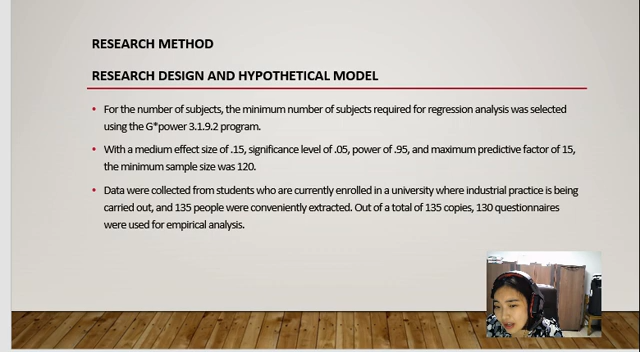 RESEARCH METHOD
RESEARCH DESIGN AND HYPOTHETICAL MODEL
• For the number of subjects, the minimum number of subjects required for regression analysis was selected
using the G*power 3.1.9.2 program.
• With a medium effect size of .15, significance level of .05, power of .95, and maximum predictive factor of 15,
the minimum sample size was 120.
• Data were collected from students who are currently enrolled in a university where industrial practice is being
carried out, and 135 people were conveniently extracted. Out of a total of 135 copies, 130 questionnaires
were used for empirical analysis.